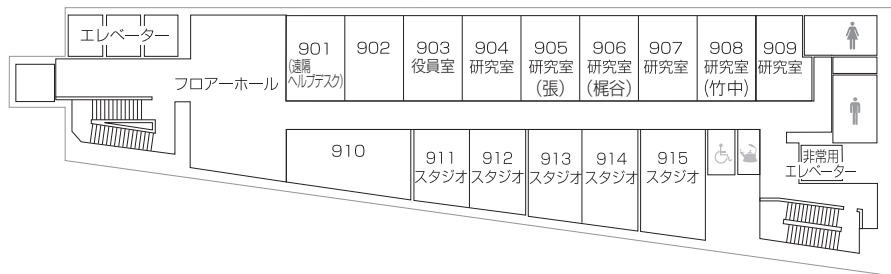 エレベーター
フロアーホール
901
(遠隔
ヘルプデスク)
902
903
役員室
904
研究室
905
研究室
(張)
906
研究室
(梶谷)
907
研究室
908
研究室
(竹中)
909
研究室
910
911
スタジオ
912
スタジオ
913
スタジオ
914
スタジオ
915
スタジオ
非常用
エレベーター